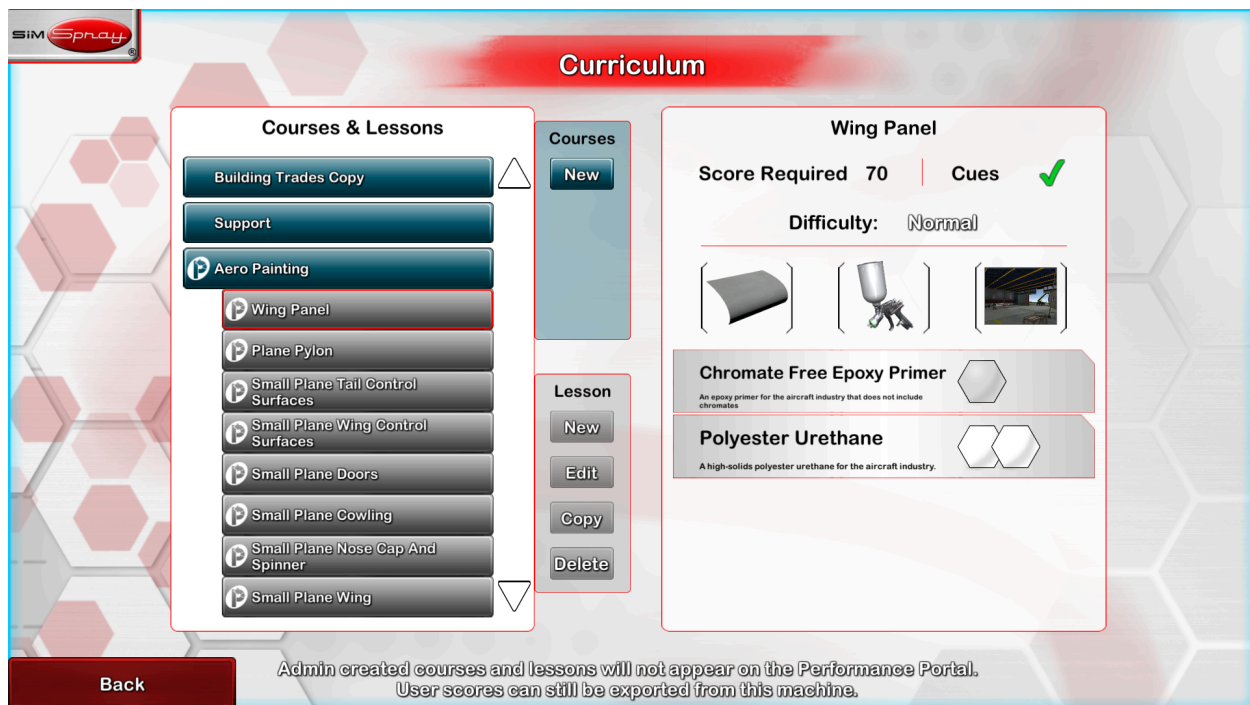 SiM Spray ®
Curriculum
Courses & Lessons
Building Trades Copy
Support
P Aero Painting
P Wing Panel
P Plane Pylon
P Small Plane Tail Control
Surfaces
P Small Plane Wing Control
Surfaces
P Small Plane Doors
P Small Plane Cowling
P Small Plane Nose Cap And
Spinner
P Small Plane Wing
Courses
New
Lesson
New
Edit
Copy
Delete
Wing Panel
Score Required 70 Cues
Difficulty: Normal
Chromate Free Epoxy Primer
An epoxy primer for the aircraft industry that does not include
chromates
Polyester Urethane
A high-solids polyester urethane for the aircraft industry.
Back
Admin created courses and lessons will not appear on the Performance Portal.
User scores can still be exported from this machine.